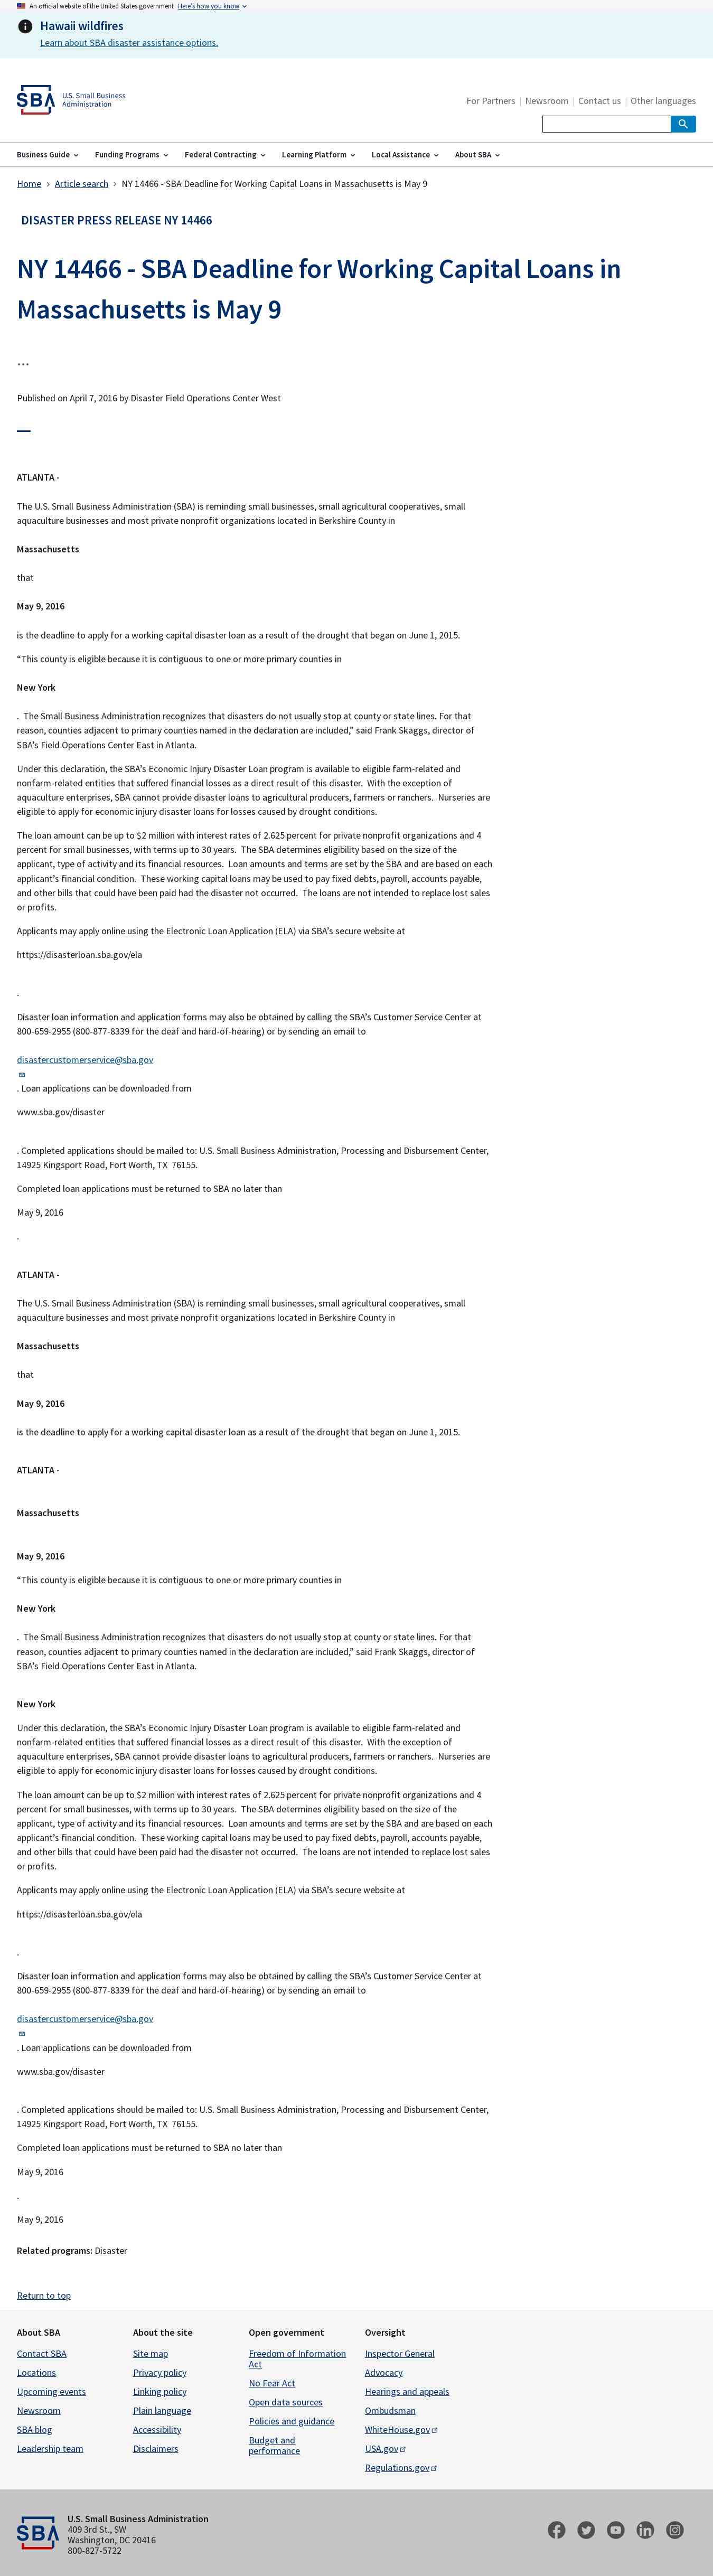 An official website of the United States government Here's how you know
Hawaii wildfires
Learn about SBA disaster assistance options.
SBA U.S. Small Business
Administration
For Partners | Newsroom | Contact us | Other languages
Business Guide Funding Programs Federal Contracting Learning Platform Local Assistance About SBA
Home > Article search > NY 14466 - SBA Deadline for Working Capital Loans in Massachusetts is May 9
DISASTER PRESS RELEASE NY 14466
NY 14466 - SBA Deadline for Working Capital Loans in
Massachusetts is May 9
...
Published on April 7, 2016 by Disaster Field Operations Center West
ATLANTA -
The U.S. Small Business Administration (SBA) is reminding small businesses, small agricultural cooperatives, small
aquaculture businesses and most private nonprofit organizations located in Berkshire County in
Massachusetts
that
May 9, 2016
is the deadline to apply for a working capital disaster loan as a result of the drought that began on June 1, 2015.
“This county is eligible because it is contiguous to one or more primary counties in
New York
. The Small Business Administration recognizes that disasters do not usually stop at county or state lines. For that
reason, counties adjacent to primary counties named in the declaration are included,” said Frank Skaggs, director of
SBA’s Field Operations Center East in Atlanta.
Under this declaration, the SBA’s Economic Injury Disaster Loan program is available to eligible farm-related and
nonfarm-related entities that suffered financial losses as a direct result of this disaster. With the exception of
aquaculture enterprises, SBA cannot provide disaster loans to agricultural producers, farmers or ranchers. Nurseries are
eligible to apply for economic injury disaster loans for losses caused by drought conditions.
The loan amount can be up to $2 million with interest rates of 2.625 percent for private nonprofit organizations and 4
percent for small businesses, with terms up to 30 years. The SBA determines eligibility based on the size of the
applicant, type of activity and its financial resources. Loan amounts and terms are set by the SBA and are based on each
applicant’s financial condition. These working capital loans may be used to pay fixed debts, payroll, accounts payable,
and other bills that could have been paid had the disaster not occurred. The loans are not intended to replace lost sales
or profits.
Applicants may apply online using the Electronic Loan Application (ELA) via SBA’s secure website at
https://disasterloan.sba.gov/ela
.
Disaster loan information and application forms may also be obtained by calling the SBA’s Customer Service Center at
800-659-2955 (800-877-8339 for the deaf and hard-of-hearing) or by sending an email to
disastercustomerservice@sba.gov
. Loan applications can be downloaded from
www.sba.gov/disaster
. Completed applications should be mailed to: U.S. Small Business Administration, Processing and Disbursement Center,
14925 Kingsport Road, Fort Worth, TX 76155.
Completed loan applications must be returned to SBA no later than
May 9, 2016
.
ATLANTA -
The U.S. Small Business Administration (SBA) is reminding small businesses, small agricultural cooperatives, small
aquaculture businesses and most private nonprofit organizations located in Berkshire County in
Massachusetts
that
May 9, 2016
is the deadline to apply for a working capital disaster loan as a result of the drought that began on June 1, 2015.
ATLANTA -
Massachusetts
May 9, 2016
“This county is eligible because it is contiguous to one or more primary counties in
New York
. The Small Business Administration recognizes that disasters do not usually stop at county or state lines. For that
reason, counties adjacent to primary counties named in the declaration are included,” said Frank Skaggs, director of
SBA’s Field Operations Center East in Atlanta.
New York
Under this declaration, the SBA’s Economic Injury Disaster Loan program is available to eligible farm-related and
nonfarm-related entities that suffered financial losses as a direct result of this disaster. With the exception of
aquaculture enterprises, SBA cannot provide disaster loans to agricultural producers, farmers or ranchers. Nurseries are
eligible to apply for economic injury disaster loans for losses caused by drought conditions.
The loan amount can be up to $2 million with interest rates of 2.625 percent for private nonprofit organizations and 4
percent for small businesses, with terms up to 30 years. The SBA determines eligibility based on the size of the
applicant, type of activity and its financial resources. Loan amounts and terms are set by the SBA and are based on each
applicant’s financial condition. These working capital loans may be used to pay fixed debts, payroll, accounts payable,
and other bills that could have been paid had the disaster not occurred. The loans are not intended to replace lost sales
or profits.
Applicants may apply online using the Electronic Loan Application (ELA) via SBA’s secure website at
https://disasterloan.sba.gov/ela
.
Disaster loan information and application forms may also be obtained by calling the SBA’s Customer Service Center at
800-659-2955 (800-877-8339 for the deaf and hard-of-hearing) or by sending an email to
disastercustomerservice@sba.gov
. Loan applications can be downloaded from
www.sba.gov/disaster
. Completed applications should be mailed to: U.S. Small Business Administration, Processing and Disbursement Center,
14925 Kingsport Road, Fort Worth, TX 76155.
Completed loan applications must be returned to SBA no later than
May 9, 2016
.
May 9, 2016
Related programs: Disaster
Return to top
About SBA
Contact SBA
Locations
Upcoming events
Newsroom
SBA blog
Leadership team
About the site
Site map
Privacy policy
Linking policy
Plain language
Accessibility
Disclaimers
Open government
Freedom of Information
Act
No Fear Act
Open data sources
Policies and guidance
Budget and
performance
Oversight
Inspector General
Advocacy
Hearings and appeals
Ombudsman
WhiteHouse.gov
USA.gov
Regulations.gov
SBA
U.S. Small Business Administration
409 3rd St., SW
Washington, DC 20416
800-827-5722